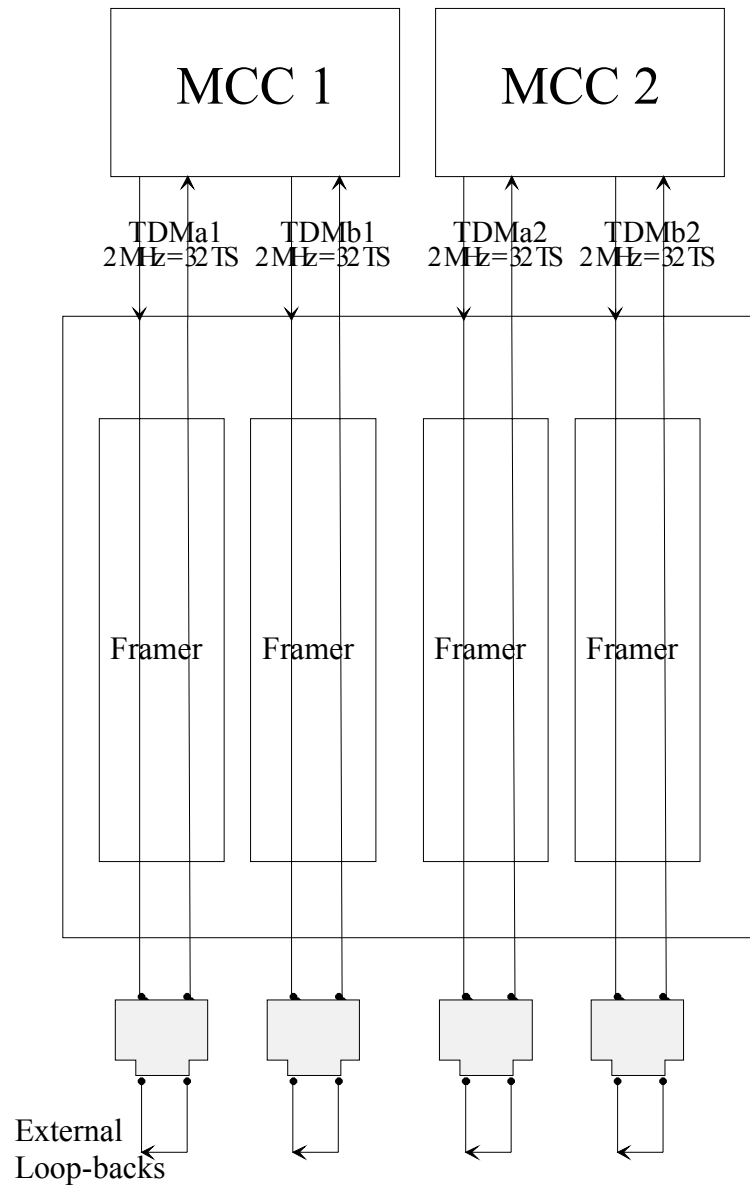 MCC 1
MCC 2
TDMa1
2MHz=32TS
TDMb1
2MHz=32TS
TDMa2
2MHz=32TS
TDMb2
2MHz=32TS
Framer
Framer
Framer
Framer
External
Loop-backs